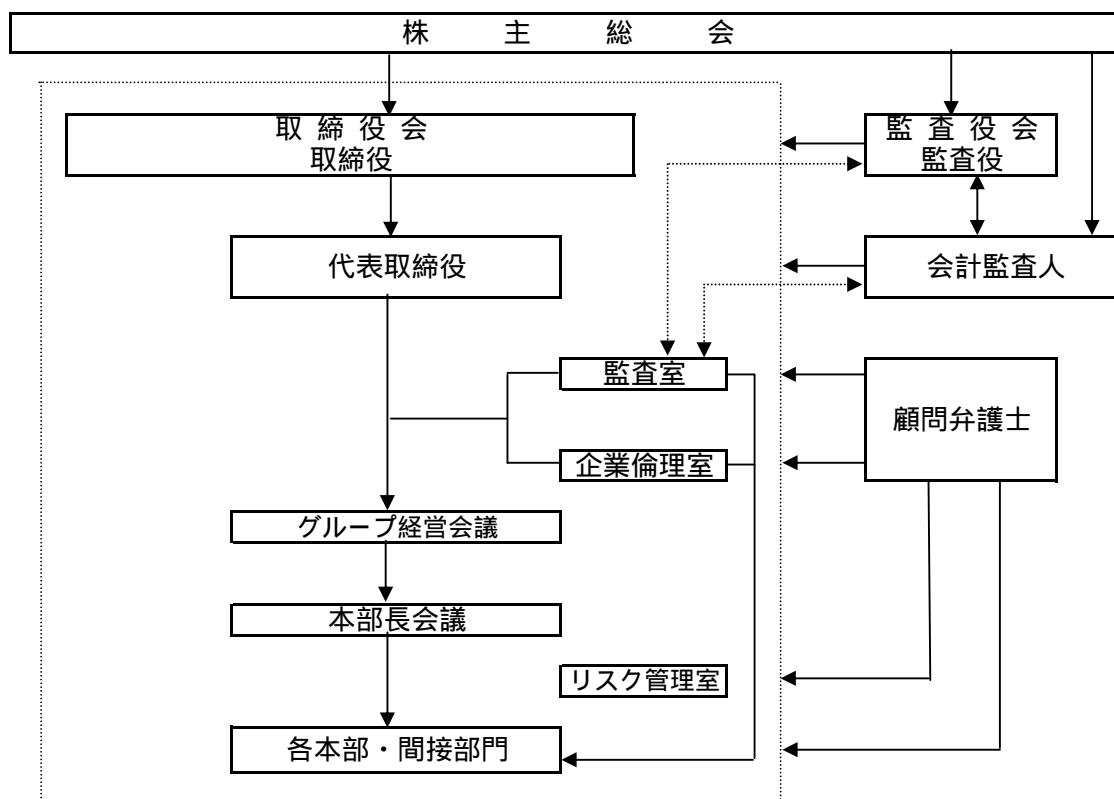 株主総会
取締役会
取締役
監査役会
監査役
代表取締役
会計監査人
監査室
顧問弁護士
企業倫理室
グループ経営会議
本部長会議
リスク管理室
各本部・間接部門